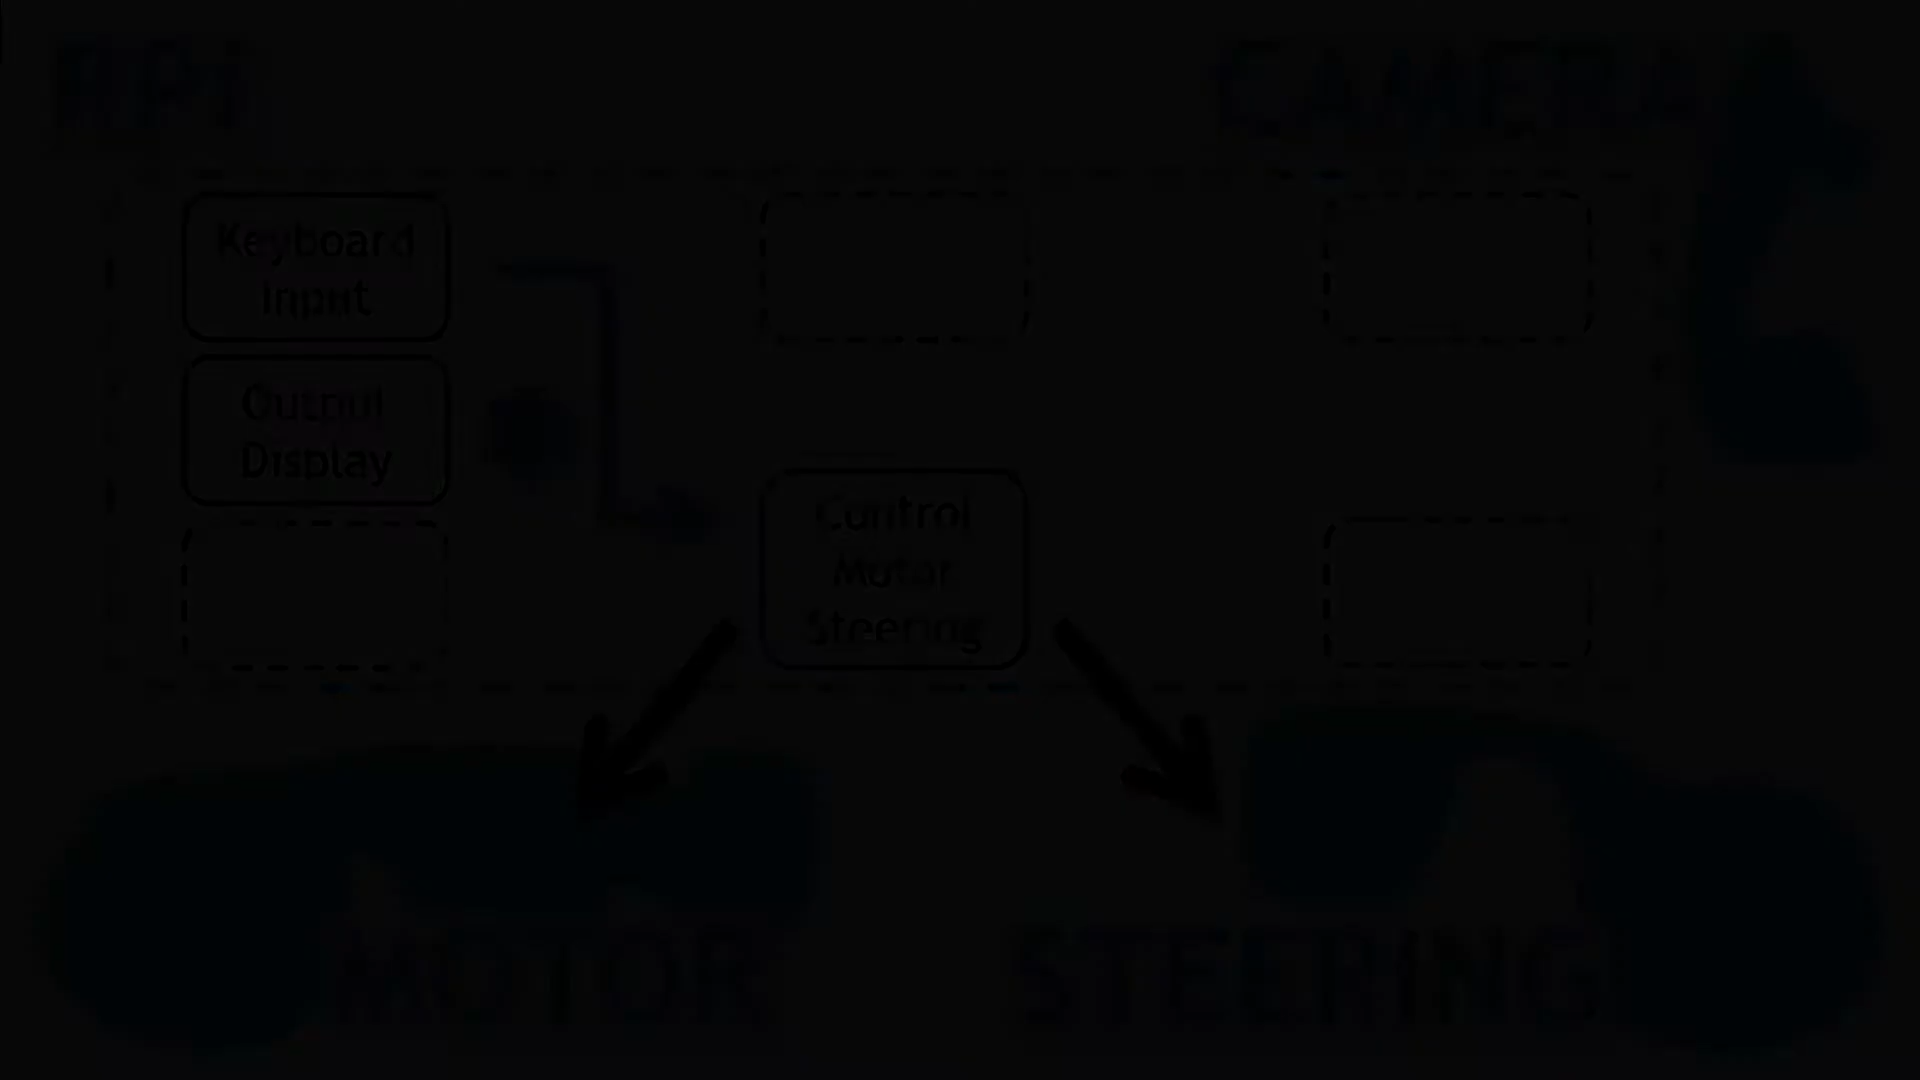 RPi
CAMERA
Keyboard
Input
Output
Display
Control
Motor
Steering
MOTOR
STEERING